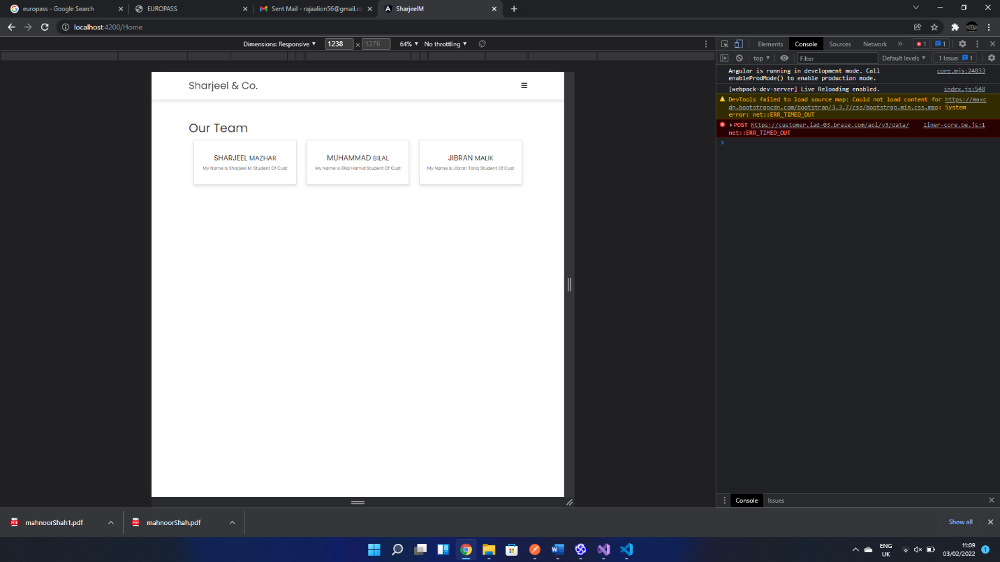 europass - Google Search
EUROPASS
Sent Mail - rajaalion56@gmail.co
SharjeelM
localhost:4200/Home
Dimensions: Responsive 1238 x 1276 64% No throttling
Elements Console Sources Network » 1 1
top Filter Default levels 1 Issue: 1
Angular is running in development mode. Call core.mjs:24833
enableProdMode() to enable production mode.
[webpack-dev-server] Live Reloading enabled. index.js:548
DevTools failed to load source map: Could not load content for https://maxc
dn.bootstrapcdn.com/bootstrap/3.3.7/css/bootstrap.min.css.map: System
error: net::ERR_TIMED_OUT
POST https://customer.iad-03.braze.com/api/v3/data/ liner-core.be.js:1
net::ERR_TIMED_OUT
Sharjeel & Co.
Our Team
SHARJEEL MAZHAR
My Name Is Sharjeel M. Student Of Cust
MUHAMMAD BILAL
My Name Is Bilal Hamid Student Of Cust
JIBRAN MALIK
My Name Is Jibran Tariq Student Of Cust
Console Issues
mahnoorShah1.pdf
mahnoorShah.pdf
Show all
ENG
UK
11:09
03/02/2022
1